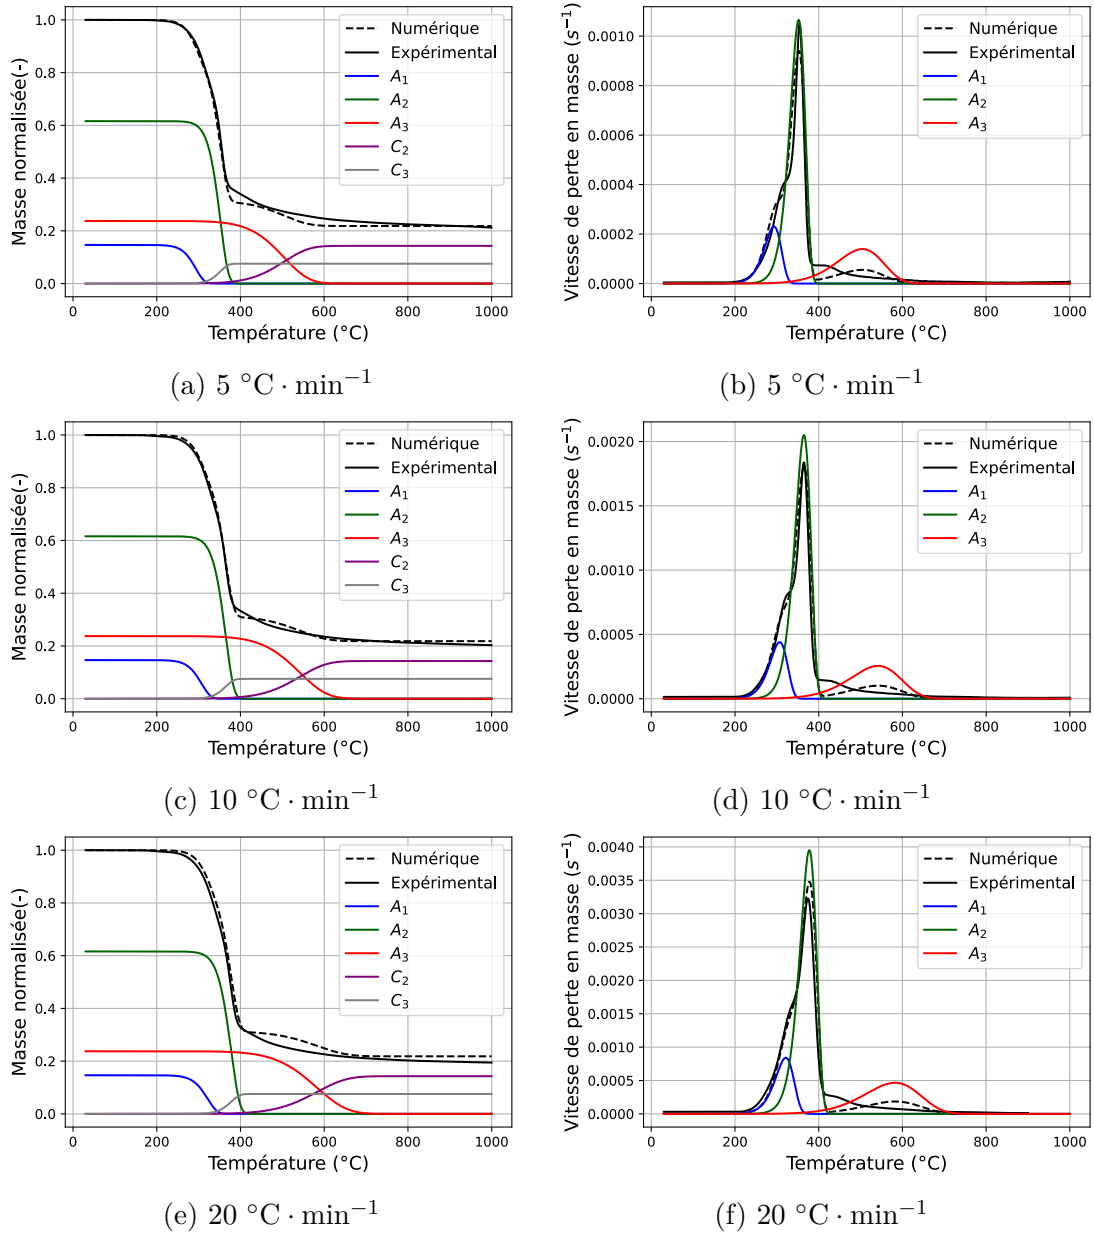 Masse normalisée(-)
1.0
0.8
0.6
0.4
0.2
0.0
0 200 400 600 800 1000
Température (°C)
Numérique
Expérimental
A₁
A₂
A₃
C₂
C₃
(a) 5 °C · min⁻¹
Vitesse de perte en masse (s⁻¹)
0.0010
0.0008
0.0006
0.0004
0.0002
0.0000
0 200 400 600 800 1000
Température (°C)
Numérique
Expérimental
A₁
A₂
A₃
(b) 5 °C · min⁻¹
Masse normalisée(-)
1.0
0.8
0.6
0.4
0.2
0.0
0 200 400 600 800 1000
Température (°C)
Numérique
Expérimental
A₁
A₂
A₃
C₂
C₃
(c) 10 °C · min⁻¹
Vitesse de perte en masse (s⁻¹)
0.0020
0.0015
0.0010
0.0005
0.0000
0 200 400 600 800 1000
Température (°C)
Numérique
Expérimental
A₁
A₂
A₃
(d) 10 °C · min⁻¹
Masse normalisée(-)
1.0
0.8
0.6
0.4
0.2
0.0
0 200 400 600 800 1000
Température (°C)
Numérique
Expérimental
A₁
A₂
A₃
C₂
C₃
(e) 20 °C · min⁻¹
Vitesse de perte en masse (s⁻¹)
0.0040
0.0035
0.0030
0.0025
0.0020
0.0015
0.0010
0.0005
0.0000
0 200 400 600 800 1000
Température (°C)
Numérique
Expérimental
A₁
A₂
A₃
(f) 20 °C · min⁻¹